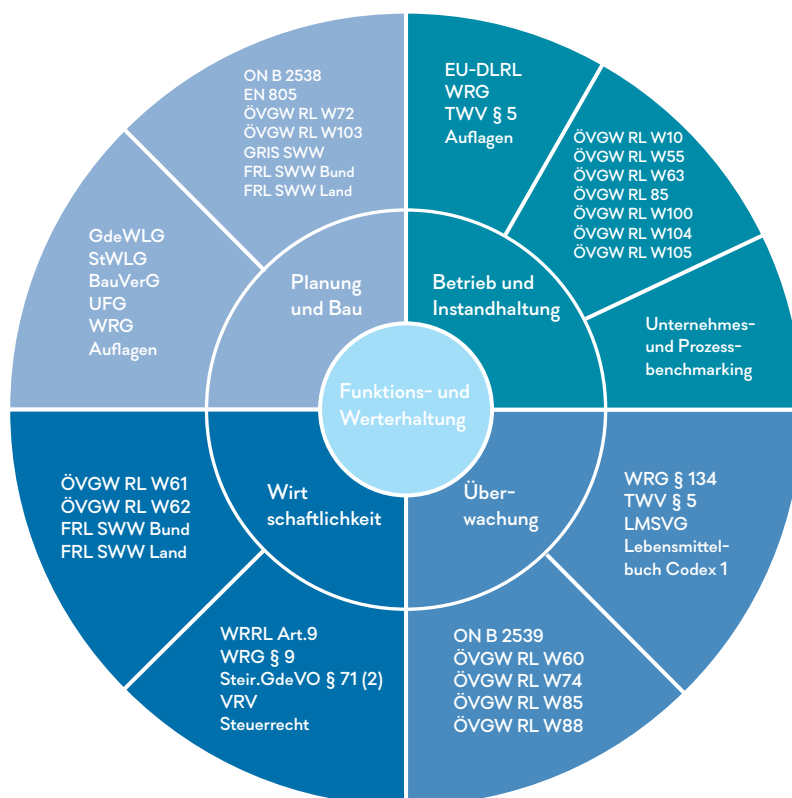 Funktions- und
Werterhaltung
Planung
und Bau
GdeWLG
StWLG
BauVerG
UFG
WRG
Auflagen
ON B 2538
EN 805
ÖVGW RL W72
ÖVGW RL W103
GRIS SWW
FRL SWW Bund
FRL SWW Land
Betrieb und
Instandhaltung
EU-DLRL
WRG
TWV § 5
Auflagen
ÖVGW RL W10
ÖVGW RL W55
ÖVGW RL W63
ÖVGW RL 85
ÖVGW RL W100
ÖVGW RL W104
ÖVGW RL W105
Unternehmes-
und Prozess-
benchmarking
Über-
wachung
WRG § 134
TWV § 5
LMSVG
Lebensmittel-
buch Codex 1
ON B 2539
ÖVGW RL W60
ÖVGW RL W74
ÖVGW RL W85
ÖVGW RL W88
Wirt
schaftlichkeit
WRRL Art.9
WRG § 9
Steir.GdeVO § 71 (2)
VRV
Steuerrecht
ÖVGW RL W61
ÖVGW RL W62
FRL SWW Bund
FRL SWW Land